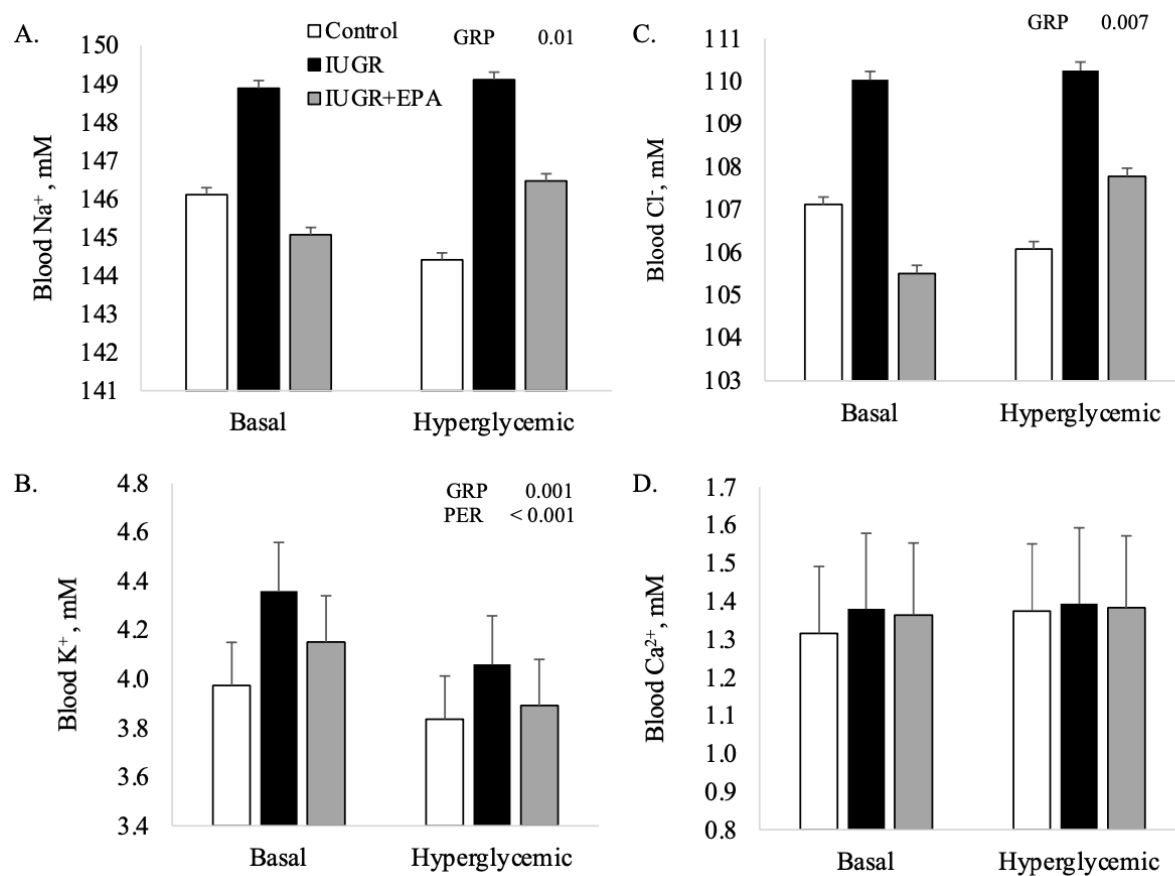 A.
Control
IUGR
IUGR+EPA
GRP 0.01
Blood Na⁺ , mM
150
149
148
147
146
145
144
143
142
141
Basal Hyperglycemic
C.
GRP 0.007
Blood Cl⁻, mM
111
110
109
108
107
106
105
104
103
Basal Hyperglycemic
B.
GRP 0.001
PER < 0.001
Blood K⁺ , mM
4.8
4.6
4.4
4.2
4.0
3.8
3.6
3.4
Basal Hyperglycemic
D.
Blood Ca²⁺, mM
1.7
1.6
1.5
1.4
1.3
1.2
1.1
1.0
0.9
0.8
Basal Hyperglycemic